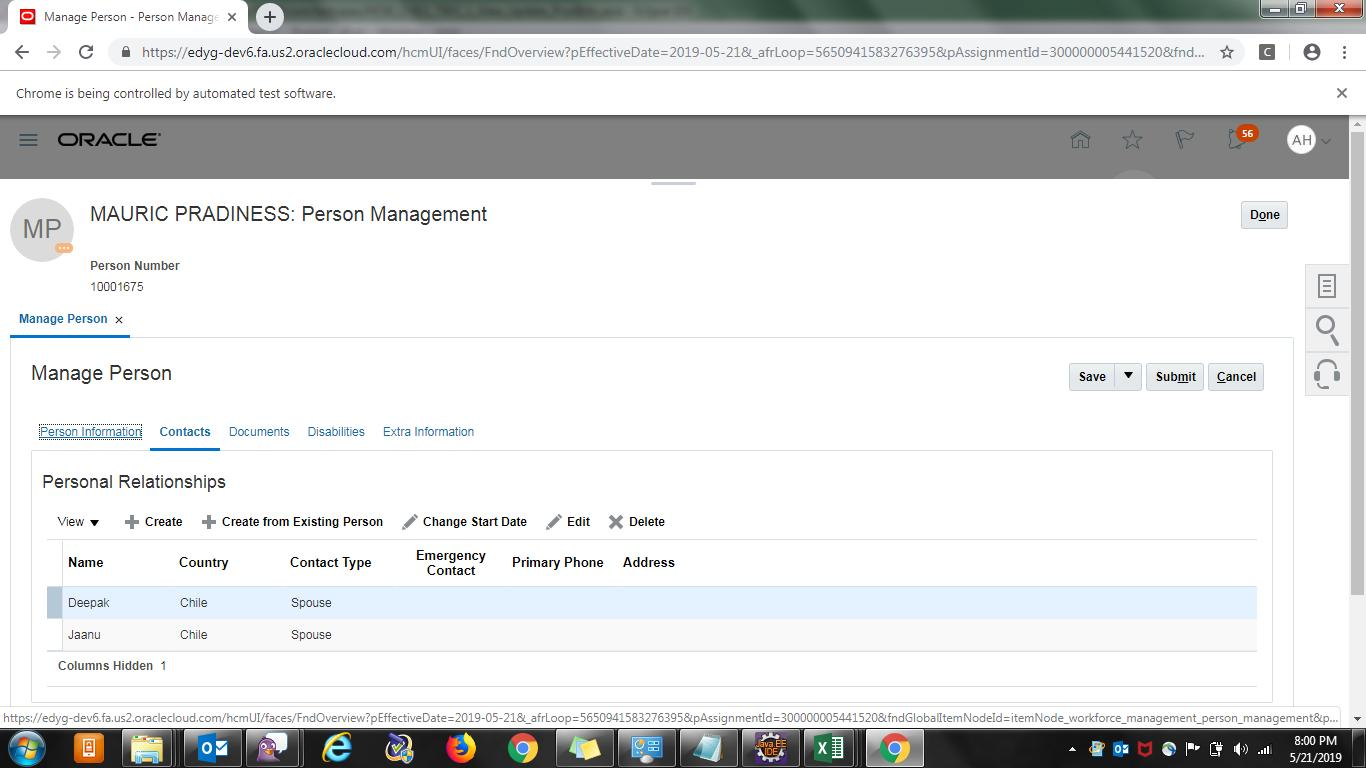 Manage Person - Person Manage
https://edyg-dev6.fa.us2.oraclecloud.com/hcmUI/faces/FndOverview?pEffectiveDate=2019-05-21&_afrLoop=5650941583276395&pAssignmentId=300000005441520&fnd...
C
Chrome is being controlled by automated test software.
ORACLE
56
AH
MP
MAURIC PRADINESS: Person Management
Done
Person Number
10001675
Manage Person
Manage Person
Save
Submit
Cancel
Person Information
Contacts
Documents
Disabilities
Extra Information
Personal Relationships
View
Create
Create from Existing Person
Change Start Date
Edit
Delete
Name Country Contact Type Emergency Contact Primary Phone Address
Deepak Chile Spouse
Jaanu Chile Spouse
Columns Hidden 1
https://edyg-dev6.fa.us2.oraclecloud.com/hcmUI/faces/FndOverview?pEffectiveDate=2019-05-21&_afrLoop=5650941583276395&pAssignmentId=300000005441520&fndGlobalItemNodeId=itemNode_workforce_management_person_management&p...
Java EE
IDE
8:00 PM
5/21/2019